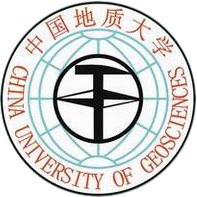 中国地质大学
CHINA UNIVERSITY OF GEOSCIENCES